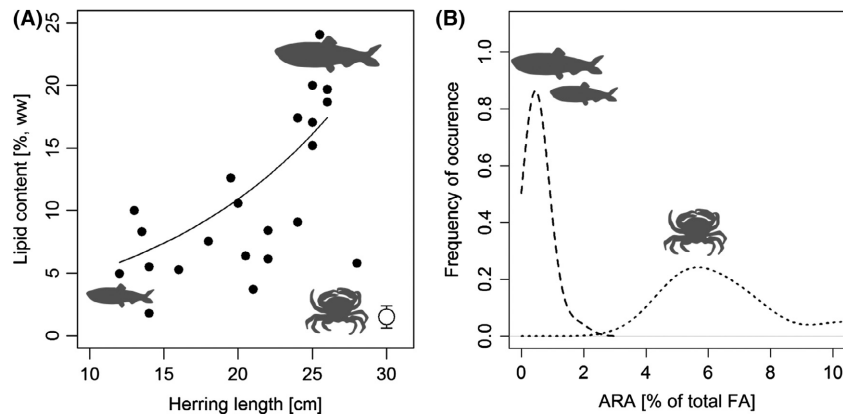 (A)
25
20
15
10
5
0
Lipid content [%, ww]
10 15 20 25 30
Herring length [cm]
(B)
1.0
0.8
0.6
0.4
0.2
0.0
Frequency of occurence
0 2 4 6 8 10
ARA [% of total FA]